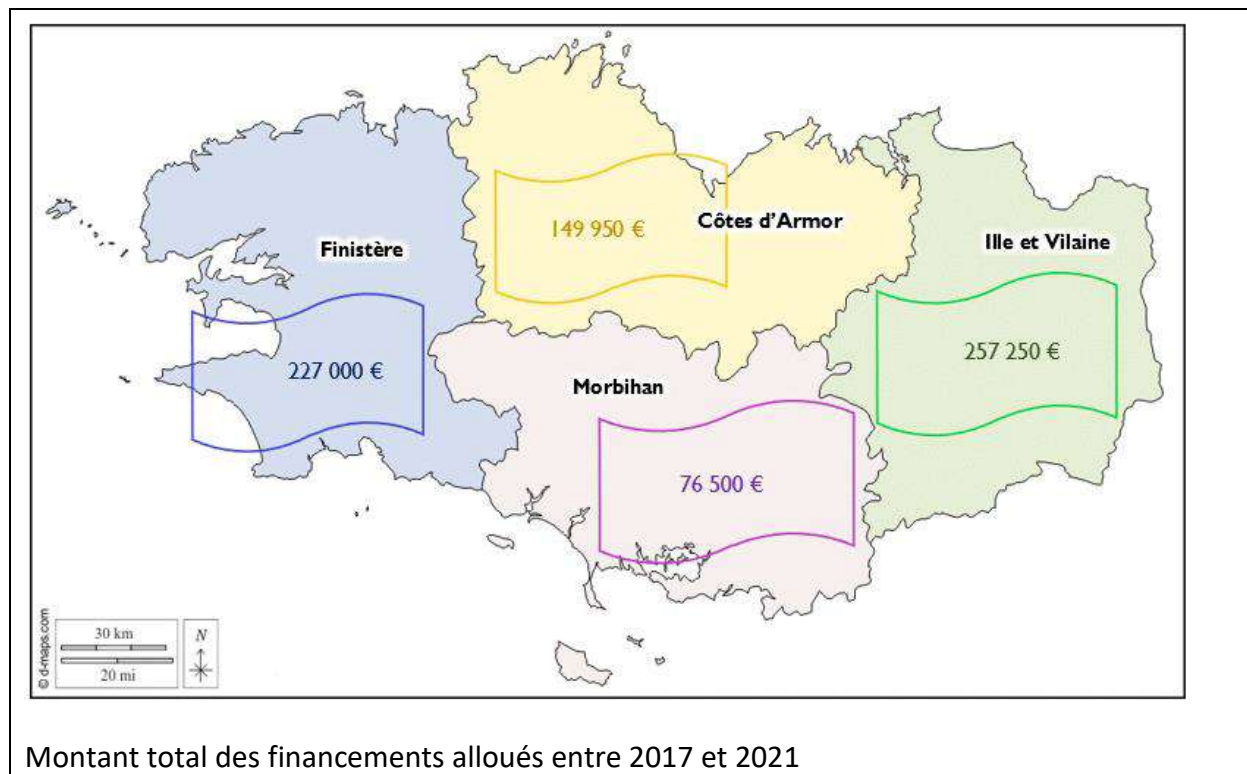 149 950 €
Côtes d'Armor
Finistère
Ille et Vilaine
227 000 €
257 250 €
Morbihan
76 500 €
© d-maps.com
30 km
20 mi
N
Montant total des financements alloués entre 2017 et 2021